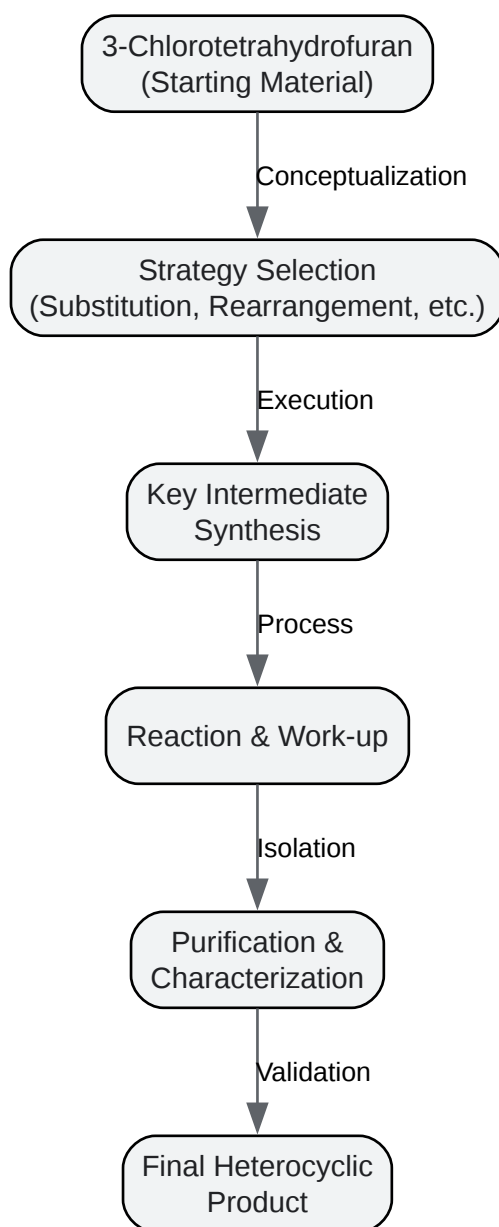 3-Chlorotetrahydrofuran
(Starting Material)
Conceptualization
Strategy Selection
(Substitution, Rearrangement, etc.)
Execution
Key Intermediate
Synthesis
Process
Reaction & Work-up
Isolation
Purification &
Characterization
Validation
Final Heterocyclic
Product